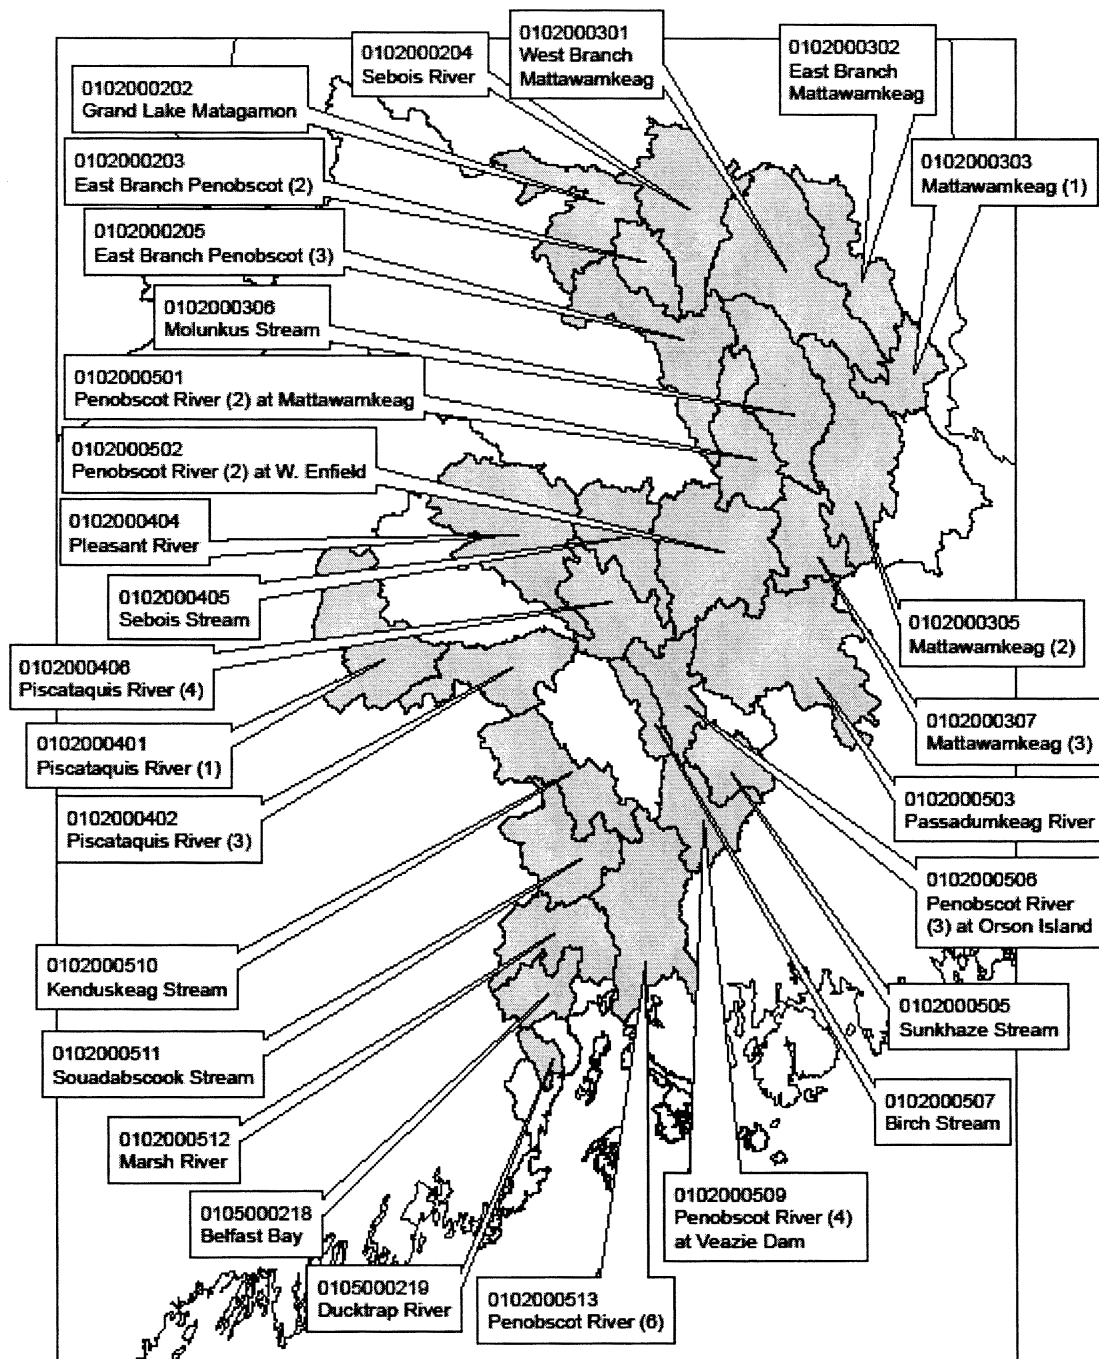 0102000204
Sebois River
0102000301
West Branch
Mattawamkeag
0102000302
East Branch
Mattawamkeag
0102000202
Grand Lake Matagamon
0102000203
East Branch Penobscot (2)
0102000303
Mattawamkeag (1)
0102000205
East Branch Penobscot (3)
0102000306
Molunkus Stream
0102000501
Penobscot River (2) at Mattawamkeag
0102000502
Penobscot River (2) at W. Enfield
0102000404
Pleasant River
0102000405
Sebois Stream
0102000305
Mattawamkeag (2)
0102000406
Piscataquis River (4)
0102000307
Mattawamkeag (3)
0102000401
Piscataquis River (1)
0102000503
Passadumkeag River
0102000402
Piscataquis River (3)
0102000506
Penobscot River
(3) at Orson Island
0102000510
Kenduskeag Stream
0102000505
Sunkhaze Stream
0102000511
Souadabscook Stream
0102000507
Birch Stream
0102000512
Marsh River
0102000509
Penobscot River (4)
at Veazie Dam
0105000218
Belfast Bay
0105000219
Ducktrap River
0102000513
Penobscot River (6)